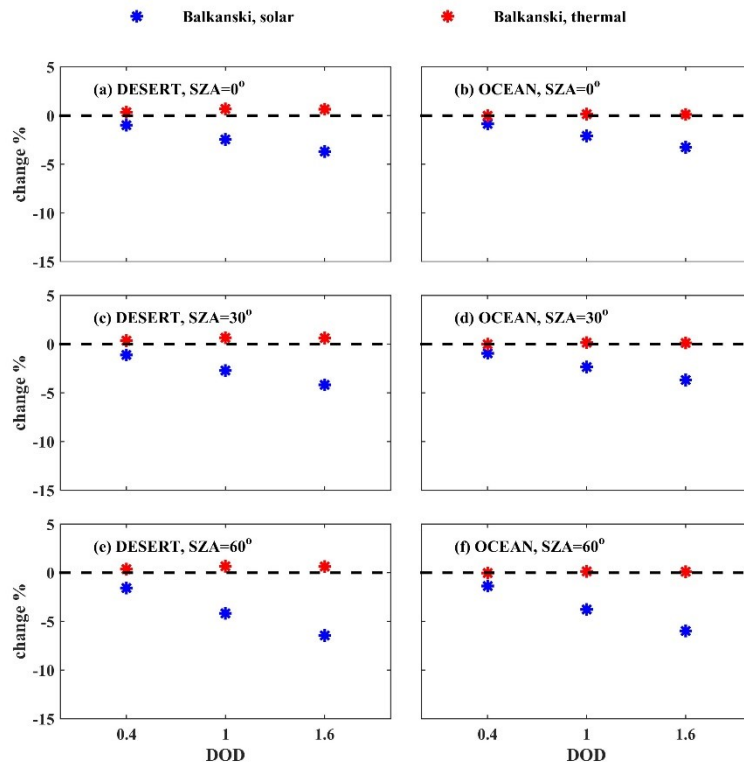 Balkanski, solar
Balkanski, thermal
(a) DESERT, SZA=0°
(b) OCEAN, SZA=0°
5
0
-5
-10
-15
change %
(c) DESERT, SZA=30°
(d) OCEAN, SZA=30°
5
0
-5
-10
-15
change %
(e) DESERT, SZA=60°
(f) OCEAN, SZA=60°
5
0
-5
-10
-15
change %
0.4 1 1.6
0.4 1 1.6
DOD
DOD